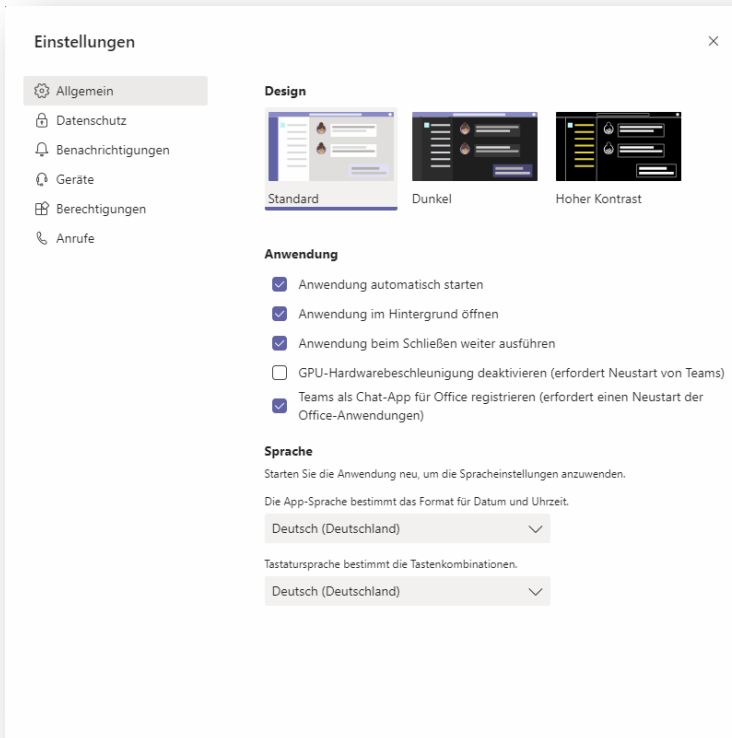 Einstellungen
Allgemein
Datenschutz
Benachrichtigungen
Geräte
Berechtigungen
Anrufe
Design
Standard
Dunkel
Hoher Kontrast
Anwendung
Anwendung automatisch starten
Anwendung im Hintergrund öffnen
Anwendung beim Schließen weiter ausführen
GPU-Hardwarebeschleunigung deaktivieren (erfordert Neustart von Teams)
Teams als Chat-App für Office registrieren (erfordert einen Neustart der
Office-Anwendungen)
Sprache
Starten Sie die Anwendung neu, um die Spracheinstellungen anzuwenden.
Die App-Sprache bestimmt das Format für Datum und Uhrzeit.
Deutsch (Deutschland)
Tastatursprache bestimmt die Tastenkombinationen.
Deutsch (Deutschland)